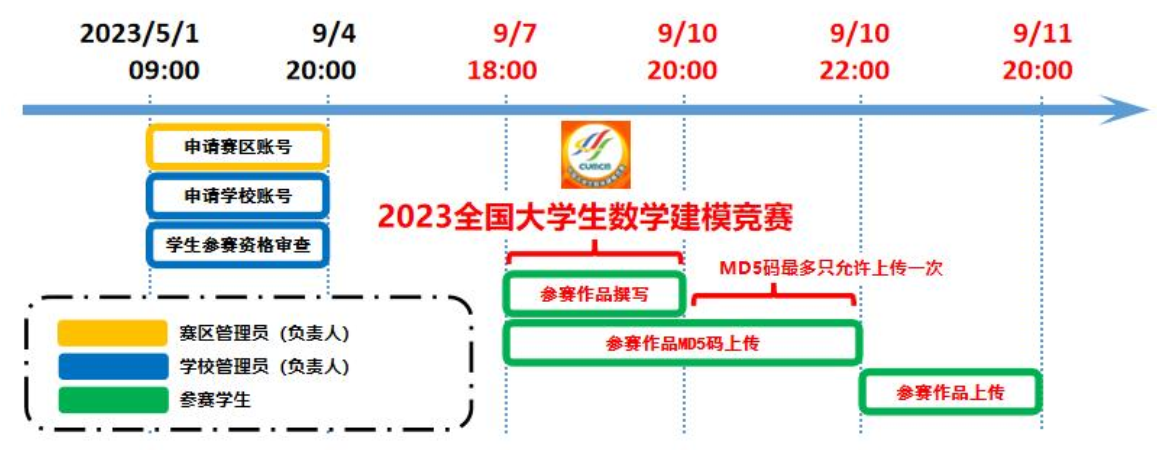 2023/5/1 9/4 9/7 9/10 9/10 9/11
09:00 20:00 18:00 20:00 22:00 20:00
申请赛区账号
申请学校账号
学生参赛资格审查
CUMCM
2023全国大学生数学建模竞赛
MD5码最多只允许上传一次
参赛作品撰写
参赛作品MD5码上传
参赛作品上传
赛区管理员（负责人）
学校管理员（负责人）
参赛学生